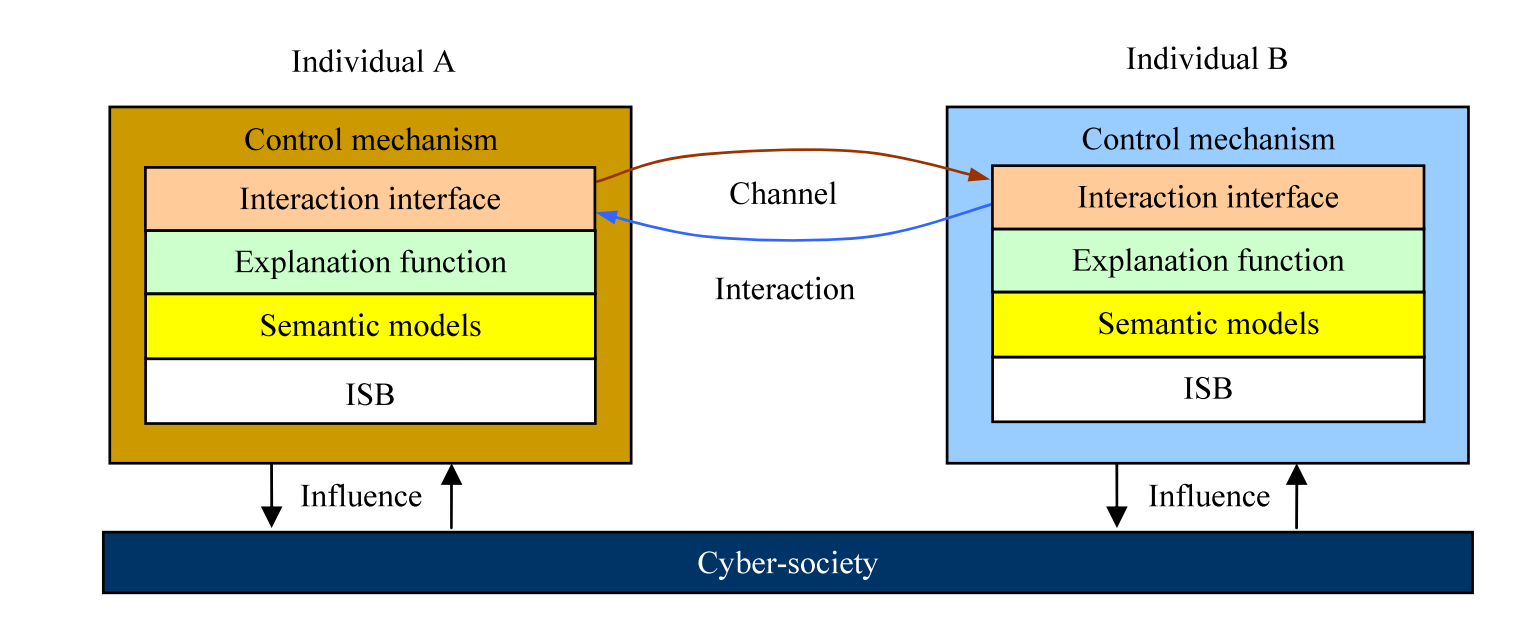 Individual A
Individual B
Control mechanism
Interaction interface
Explanation function
Semantic models
ISB
Channel
Interaction
Control mechanism
Interaction interface
Explanation function
Semantic models
ISB
Influence
Influence
Cyber-society